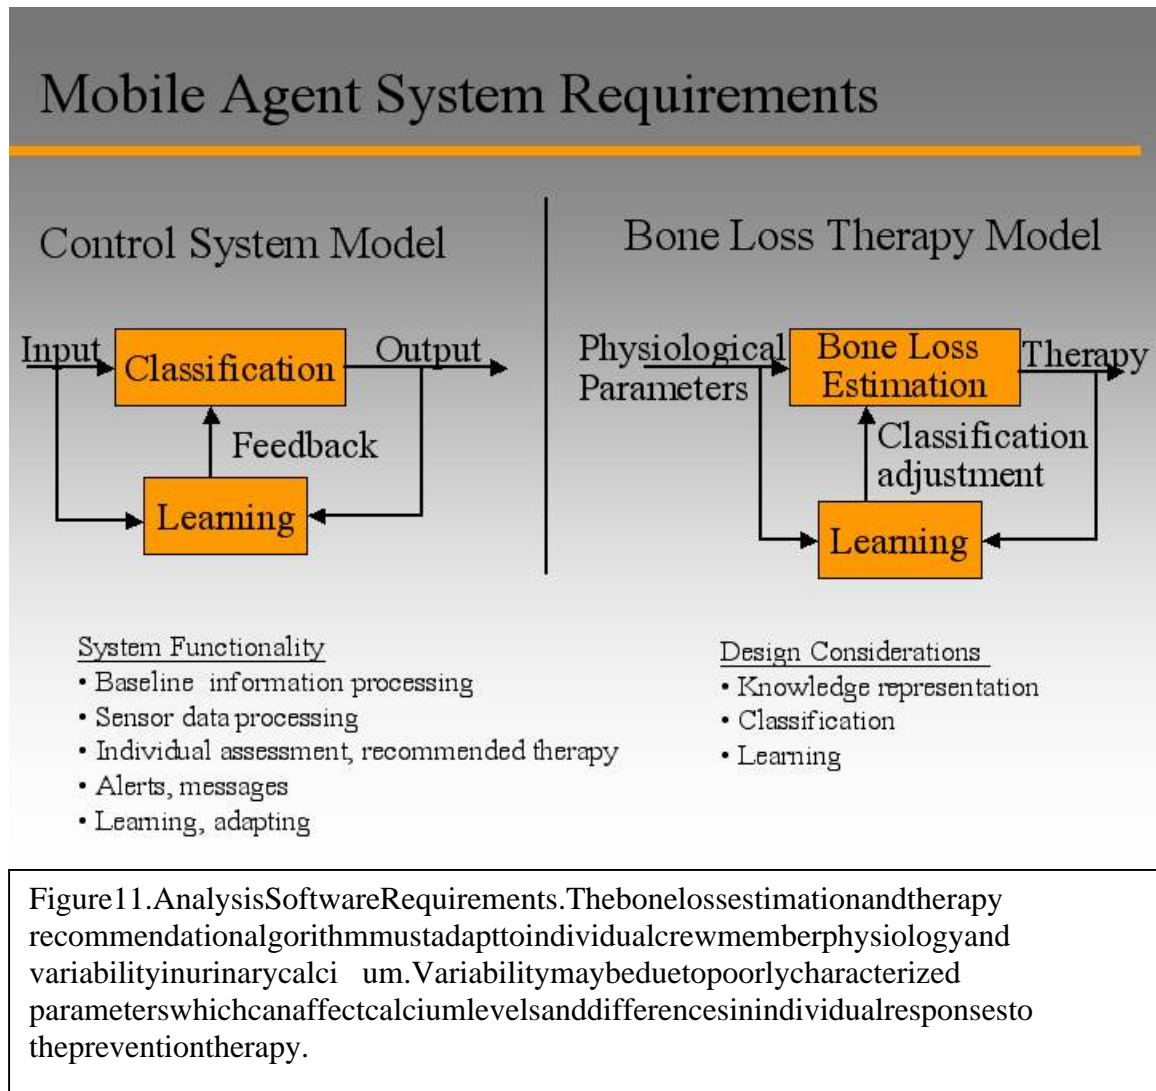 Mobile Agent System Requirements
Control System Model
Input
Classification
Output
Feedback
Learning
System Functionality
• Baseline information processing
• Sensor data processing
• Individual assessment, recommended therapy
• Alerts, messages
• Learning, adapting
Bone Loss Therapy Model
Physiological
Parameters
Bone Loss
Estimation
Therapy
Classification
adjustment
Learning
Design Considerations
• Knowledge representation
• Classification
• Learning
Figure11.AnalysisSoftwareRequirements.Thebonelossestimationandtherapy
recommendationalgorithmmustadapttoindividualcrewmemberphysiologyand
variabilityinurinarycalci um.Variabilitymaybeduetopoorlycharacterized
parameterswhichcanaffectcalciumlevelsanddifferencesinindividualresponsesto
thepreventiontherapy.